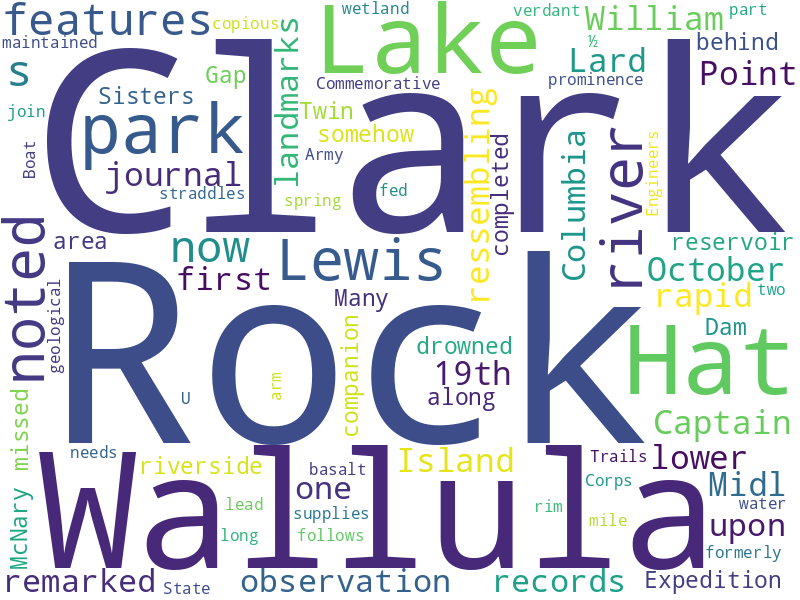 features
copious
wetland
verdant
part
William
maintained
landmarks
Lake
½
behind
s
Clark
Gap
Lard
Point
Sisters
Commemorative
prominence
join
park
Twin
ressembling
somehow
completed
Columbia
river
Engineers
Boat
journal
Army
straddles
fed
spring
noted
area
now
Lewis
reservoir
first
October
geological
Many
rapid
two
Rock
companion
drowned
Dam
Hat
19th
arm
U
along
missed
Captain
needs
riverside
basalt
Island
Trails
lower
Wallula
one
Corps
Midl
McNary
lead
supplies
rim
water
long
follows
mile
upon
formerly
remarked
State
observation
records
Expedition